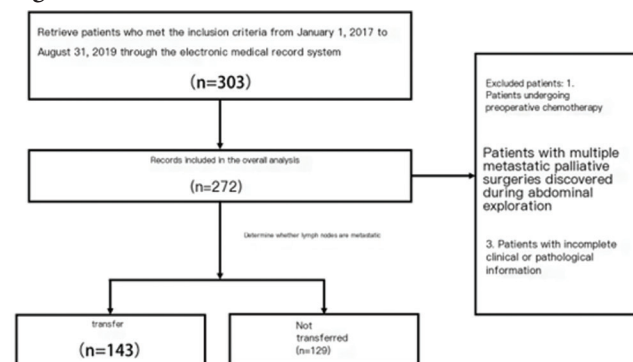 Retrieve patients who met the inclusion criteria from January 1, 2017 to
August 31, 2019 through the electronic medical record system
(n=303)
Records included in the overall analysis
(n=272)
Excluded patients: 1.
Patients undergoing
preoperative chemotherapy
Patients with multiple
metastatic palliative
surgeries discovered
during abdominal
exploration
3. Patients with incomplete
clinical or pathological
information
Determine whether lymph nodes are metastatic
transfer
(n=143)
Not
transferred
(n=129)